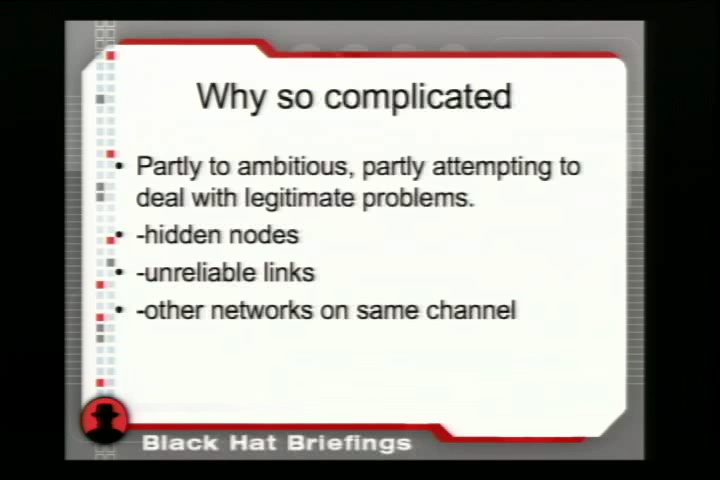 Why so complicated
• Partly to ambitious, partly attempting to
deal with legitimate problems.
• -hidden nodes
• -unreliable links
• -other networks on same channel
Black Hat Briefings